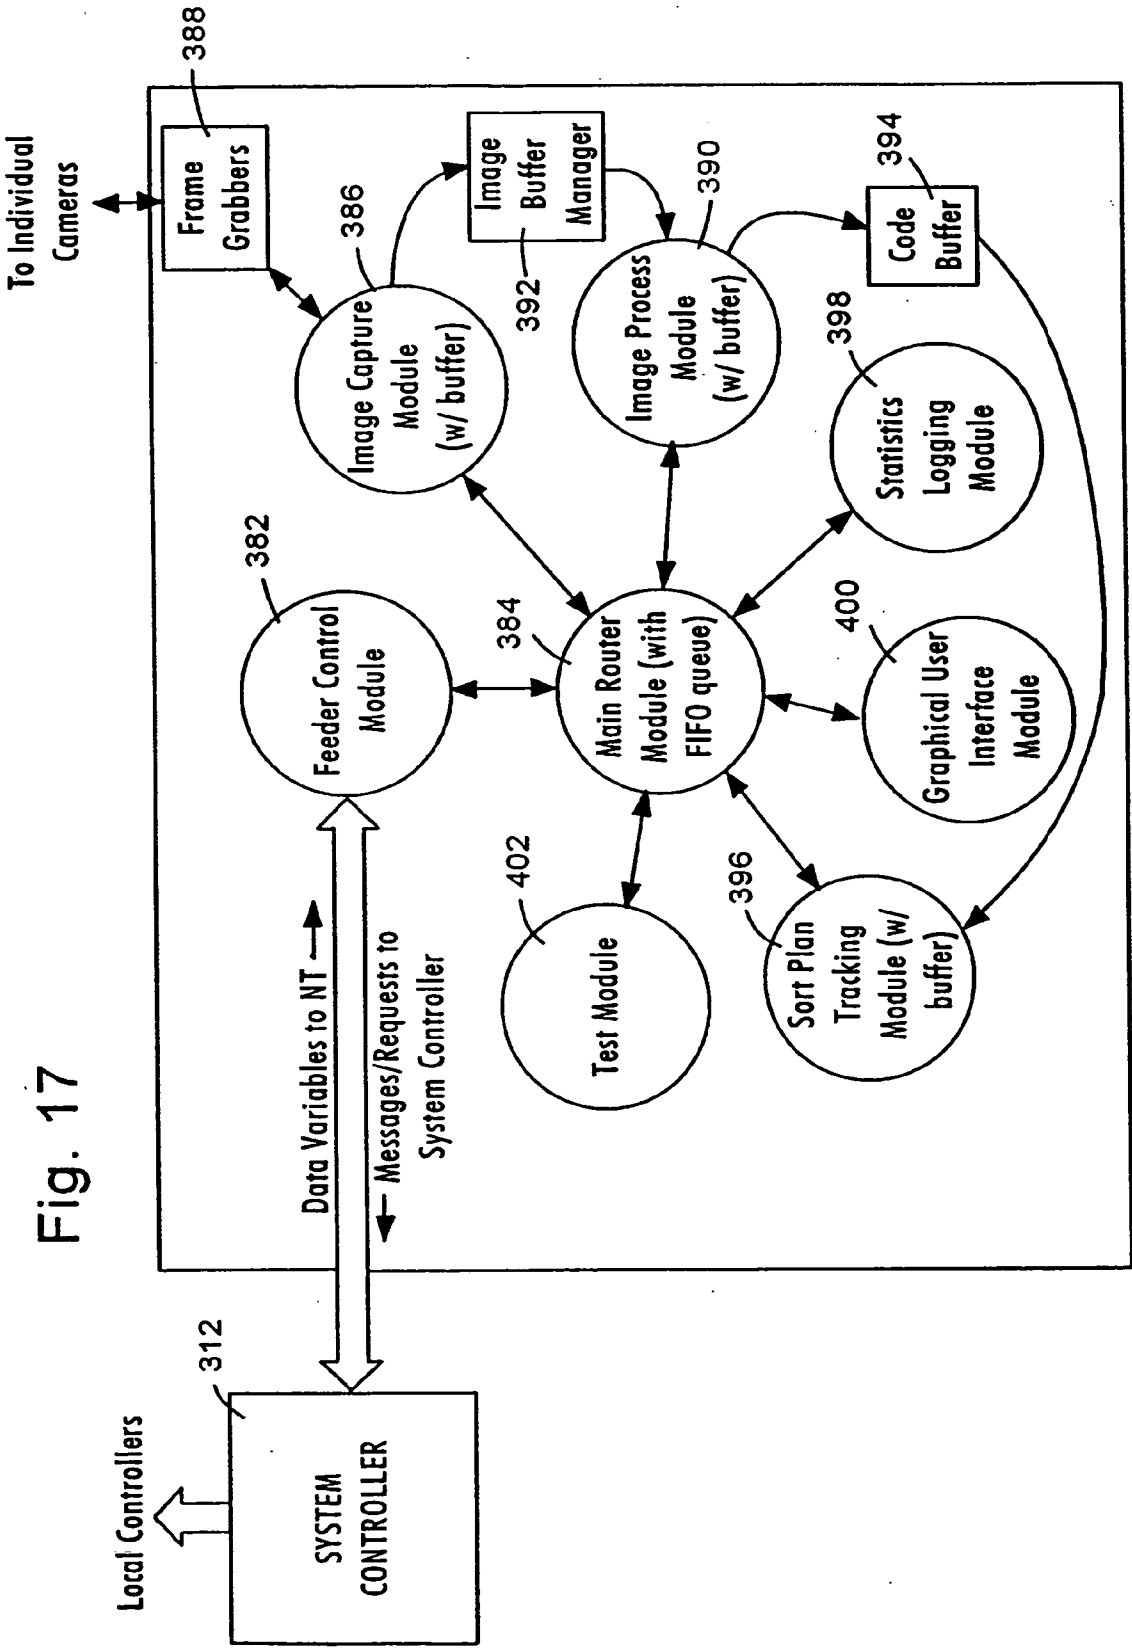 Fig. 17
Local Controllers
312
SYSTEM
CONTROLLER
Data Variables to NT
Messages/Requests to
System Controller
382
Feeder Control
Module
To Individual
Cameras
388
Frame
Grabbers
386
Image Capture
Module
(w/ buffer)
Image
Buffer
Manager
392
390
Image Process
Module
(w/ buffer)
394
Code
Buffer
384
Main Router
Module (with
FIFO queue)
402
Test Module
396
Sort Plan
Tracking
Module (w/
buffer)
400
Graphical User
Interface
Module
398
Statistics
Logging
Module